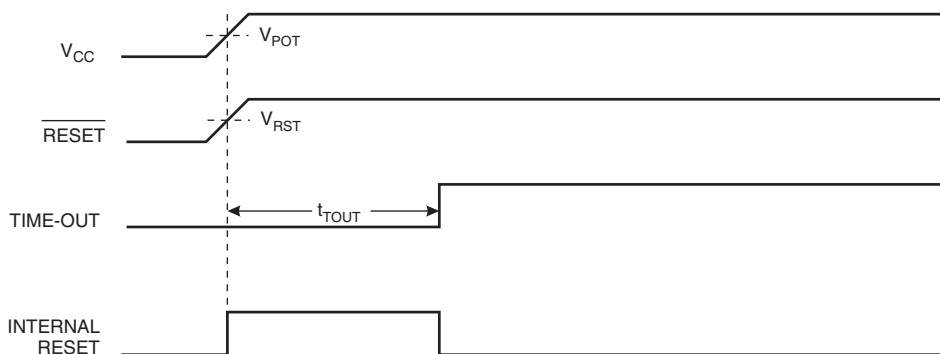 V_CC
V_POT
RESET
V_RST
TIME-OUT
t_TOUT
INTERNAL
RESET